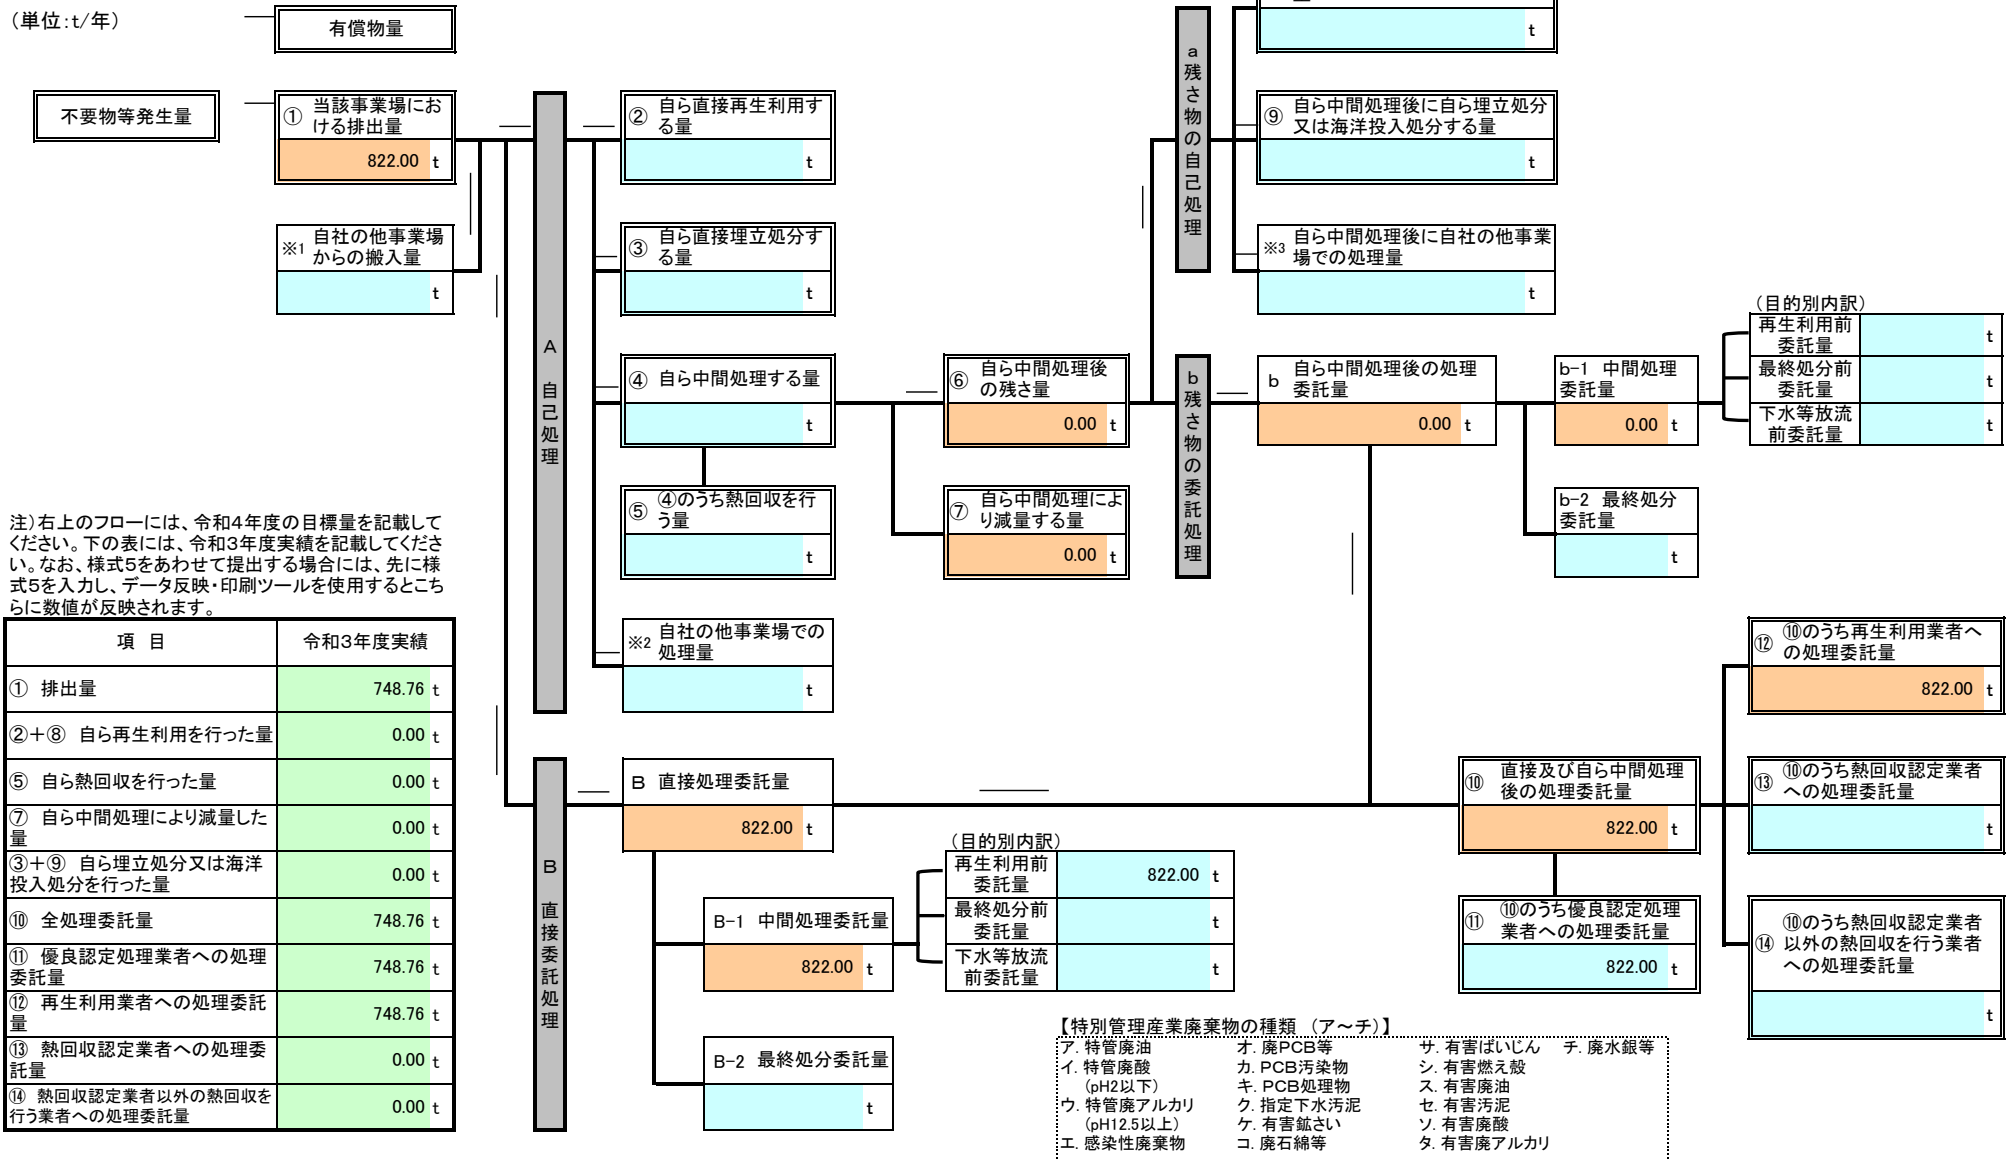 （単位：t/年）
有償物量
t
不要物等発生量
① 当該事業場にお
ける排出量
822.00 t
※1 自社の他事業場
からの搬入量
t
A 自己処理
② 自ら直接再生利用す
る量
t
③ 自ら直接埋立処分す
る量
t
④ 自ら中間処理する量
t
⑤ ④のうち熱回収を行
う量
t
※2 自社の他事業場での
処理量
t
⑥ 自ら中間処理後
の残さ量
0.00 t
⑦ 自ら中間処理によ
り減量する量
0.00 t
a 残さ物の自己処理
⑨ 自ら中間処理後に自ら埋立処分
又は海洋投入処分する量
t
※3 自ら中間処理後に自社の他事業
場での処理量
t
b 残さ物の委託処理
b 自ら中間処理後の処理
委託量
0.00 t
b-1 中間処理
委託量
0.00 t
（目的別内訳）
再生利用前
委託量
t
最終処分前
委託量
t
下水等放流
前委託量
t
b-2 最終処分
委託量
t
注）右上のフローには、令和4年度の目標量を記載して
ください。下の表には、令和3年度実績を記載してくださ
い。なお、様式5をあわせて提出する場合には、先に様
式5を入力し、データ反映・印刷ツールを使用するとこち
らに数値が反映されます。
項 目 令和3年度実績
① 排出量 748.76 t
②＋⑧ 自ら再生利用を行った量 0.00 t
⑤ 自ら熱回収を行った量 0.00 t
⑦ 自ら中間処理により減量した
量 0.00 t
③＋⑨ 自ら埋立処分又は海洋
投入処分を行った量 0.00 t
⑩ 全処理委託量 748.76 t
⑪ 優良認定処理業者への処理
委託量 748.76 t
⑫ 再生利用業者への処理委託
量 748.76 t
⑬ 熱回収認定業者への処理委
託量 0.00 t
⑭ 熱回収認定業者以外の熱回収を
行う業者への処理委託量 0.00 t
B 直接委託処理
B 直接処理委託量
822.00 t
B-1 中間処理委託量
822.00 t
B-2 最終処分委託量
t
（目的別内訳）
再生利用前
委託量
822.00 t
最終処分前
委託量
t
下水等放流
前委託量
t
⑩ 直接及び自ら中間処理
後の処理委託量
822.00 t
⑪ ⑩のうち優良認定処理
業者への処理委託量
822.00 t
⑫ ⑩のうち再生利用業者へ
の処理委託量
822.00 t
⑬ ⑩のうち熱回収認定業者
への処理委託量
t
⑭ ⑩のうち熱回収認定業者
以外の熱回収を行う業者
への処理委託量
t
【特別管理産業廃棄物の種類 （ア～チ）】
ア. 特管廃油 オ. 廃PCB等 サ. 有害ばいじん チ. 廃水銀等
イ. 特管廃酸 カ. PCB汚染物 シ. 有害燃え殻
（pH2以下） キ. PCB処理物 ス. 有害廃油
ウ. 特管廃アルカリ ク. 指定下水汚泥 セ. 有害汚泥
（pH12.5以上） ケ. 有害鉱さい ソ. 有害廃酸
エ. 感染性廃棄物 コ. 廃石綿等 タ. 有害廃アルカリ